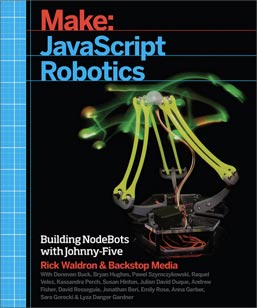 Make:
JavaScript
Robotics
Building NodeBots
with Johnny-Five
Rick Waldron & Backstop Media
With Donovan Buck, Bryan Hughes, Pawel Szymczykowski, Raquel
Vélez, Kassandra Perch, Susan Hinton, Julian David Duque, Andrew
Fisher, David Resseguie, Jonathan Beri, Emily Rose, Anna Gerber,
Sara Gorecki & Lyza Danger Gardner